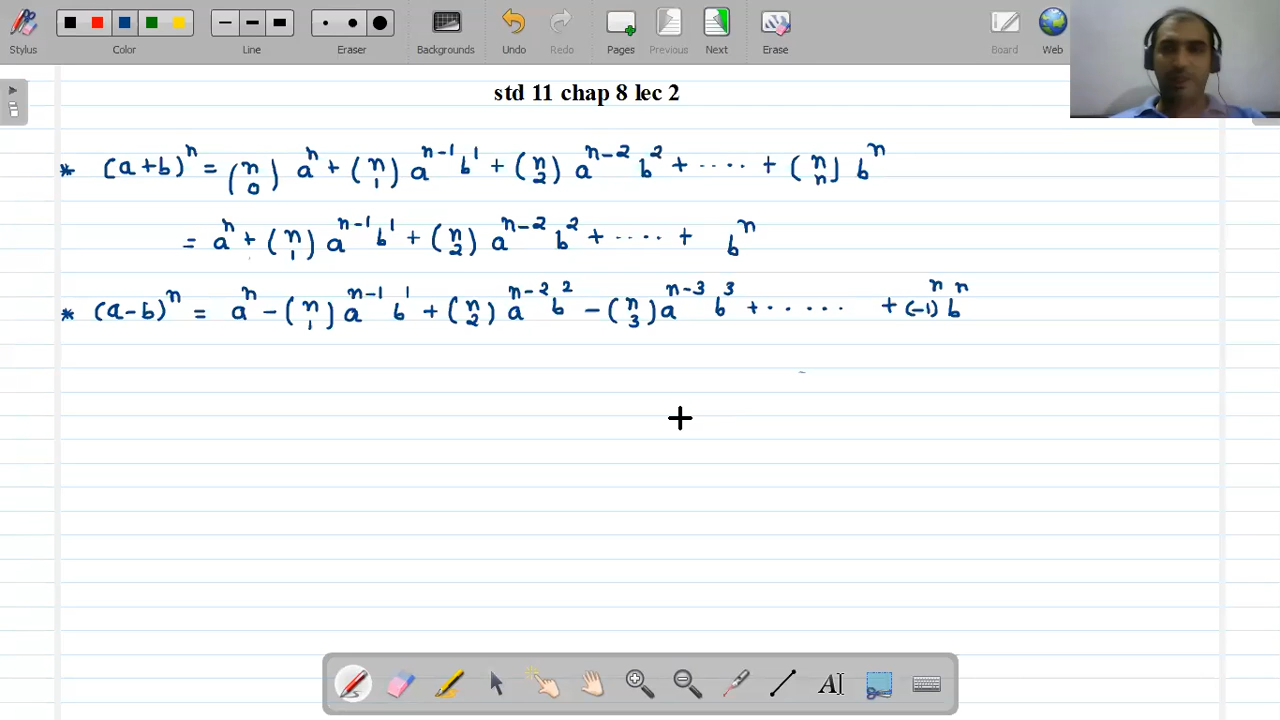 Stylus Color Line Eraser Backgrounds Undo Redo Pages Previous Next Erase Board Web
std 11 chap 8 lec 2
* (a+b)^n = (n 0) a^n + (n 1) a^{n-1} b^1 + (n 2) a^{n-2} b^2 + ····· + (n n) b^n
= a^n + (n 1) a^{n-1} b^1 + (n 2) a^{n-2} b^2 + ····· + b^n
* (a-b)^n = a^n - (n 1) a^{n-1} b^1 + (n 2) a^{n-2} b^2 - (n 3) a^{n-3} b^3 + ······ + (-1)^n b^n